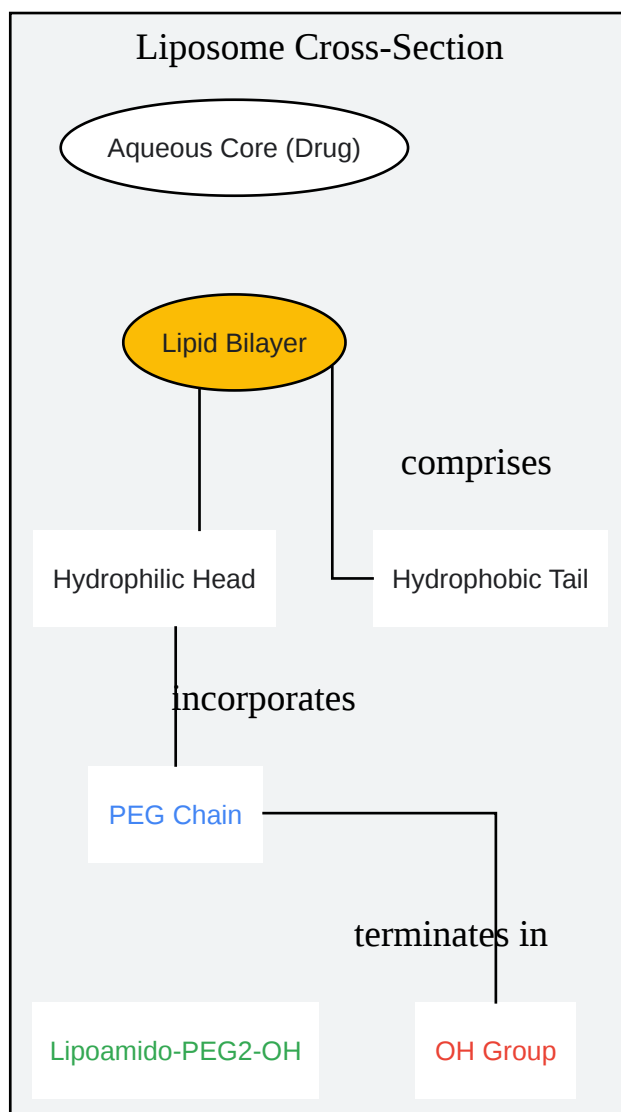 Liposome Cross-Section
Aqueous Core (Drug)
Lipid Bilayer
comprises
Hydrophilic Head
Hydrophobic Tail
incorporates
PEG Chain
terminates in
Lipoamido-PEG2-OH
OH Group